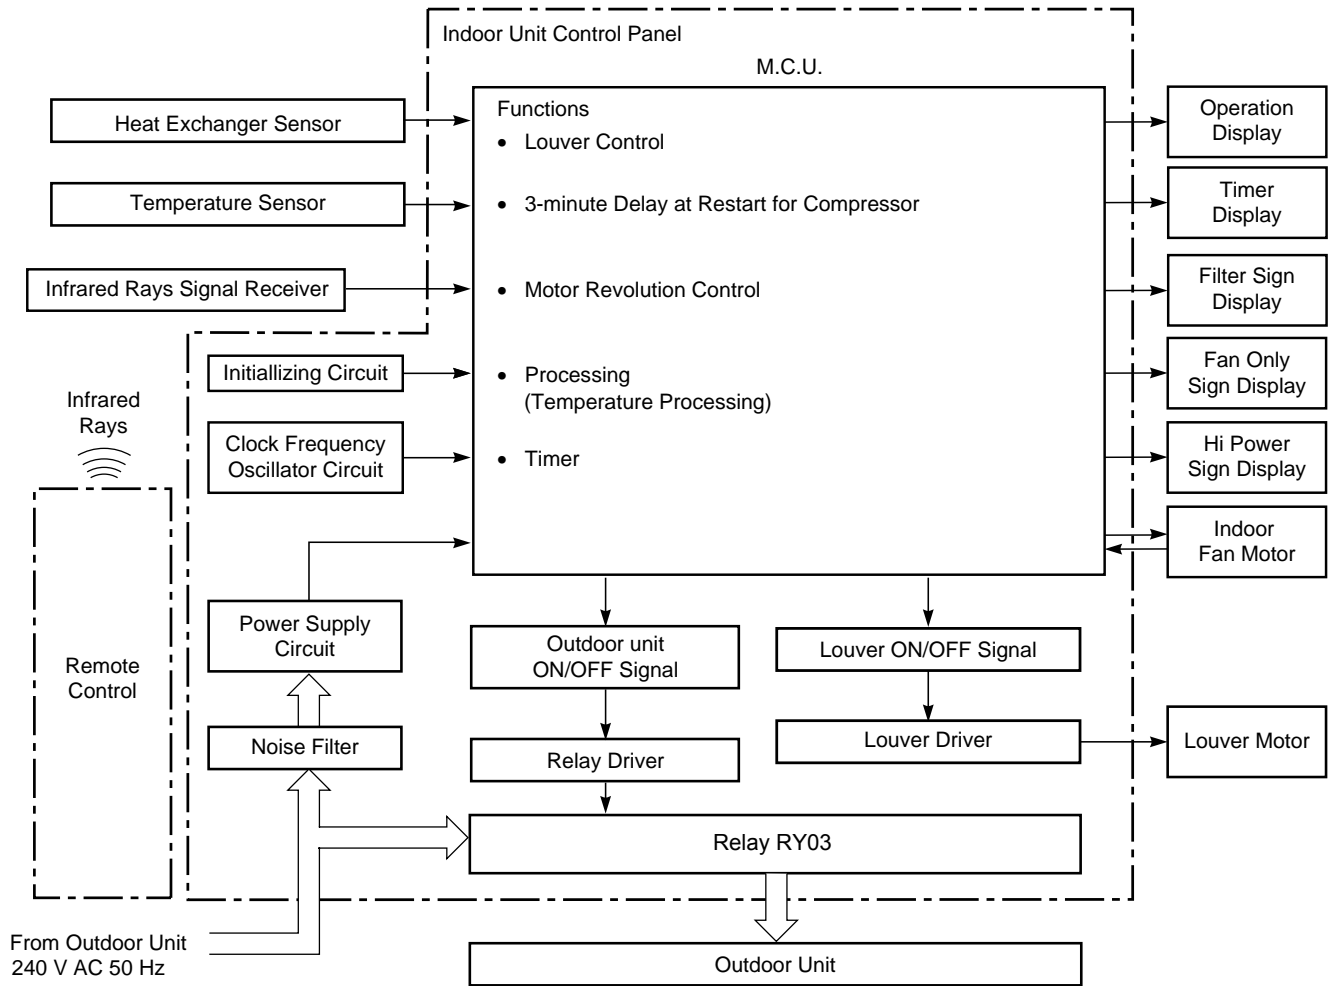 Indoor Unit Control Panel
M.C.U.
Heat Exchanger Sensor
Temperature Sensor
Infrared Rays Signal Receiver
Initiallizing Circuit
Clock Frequency
Oscillator Circuit
Functions
• Louver Control
• 3-minute Delay at Restart for Compressor
• Motor Revolution Control
• Processing
(Temperature Processing)
• Timer
Operation
Display
Timer
Display
Filter Sign
Display
Fan Only
Sign Display
Hi Power
Sign Display
Indoor
Fan Motor
Infrared
Rays
Remote
Control
Power Supply
Circuit
Noise Filter
Outdoor unit
ON/OFF Signal
Relay Driver
Louver ON/OFF Signal
Louver Driver
Louver Motor
Relay RY03
From Outdoor Unit
240 V AC 50 Hz
Outdoor Unit